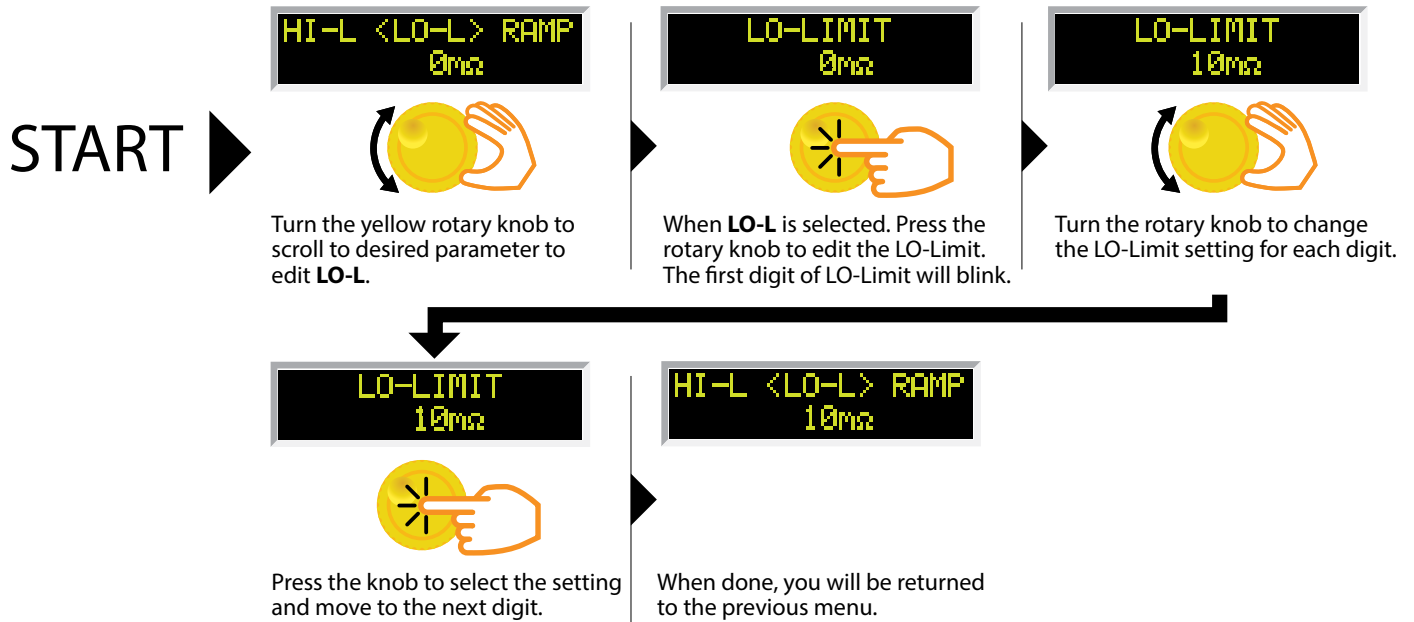 HI-L <LO-L> RAMP
0mΩ
LO-LIMIT
0mΩ
LO-LIMIT
10mΩ
START
Turn the yellow rotary knob to
scroll to desired parameter to
edit LO-L.
When LO-L is selected. Press the
rotary knob to edit the LO-Limit.
The first digit of LO-Limit will blink.
Turn the rotary knob to change
the LO-Limit setting for each digit.
LO-LIMIT
10mΩ
HI-L <LO-L> RAMP
10mΩ
Press the knob to select the setting
and move to the next digit.
When done, you will be returned
to the previous menu.